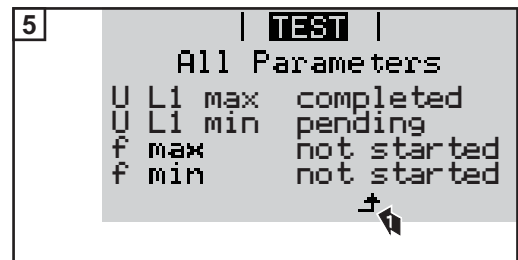 5
TEST
All Parameters
U L1 max completed
U L1 min pending
f max not started
f min not started
1